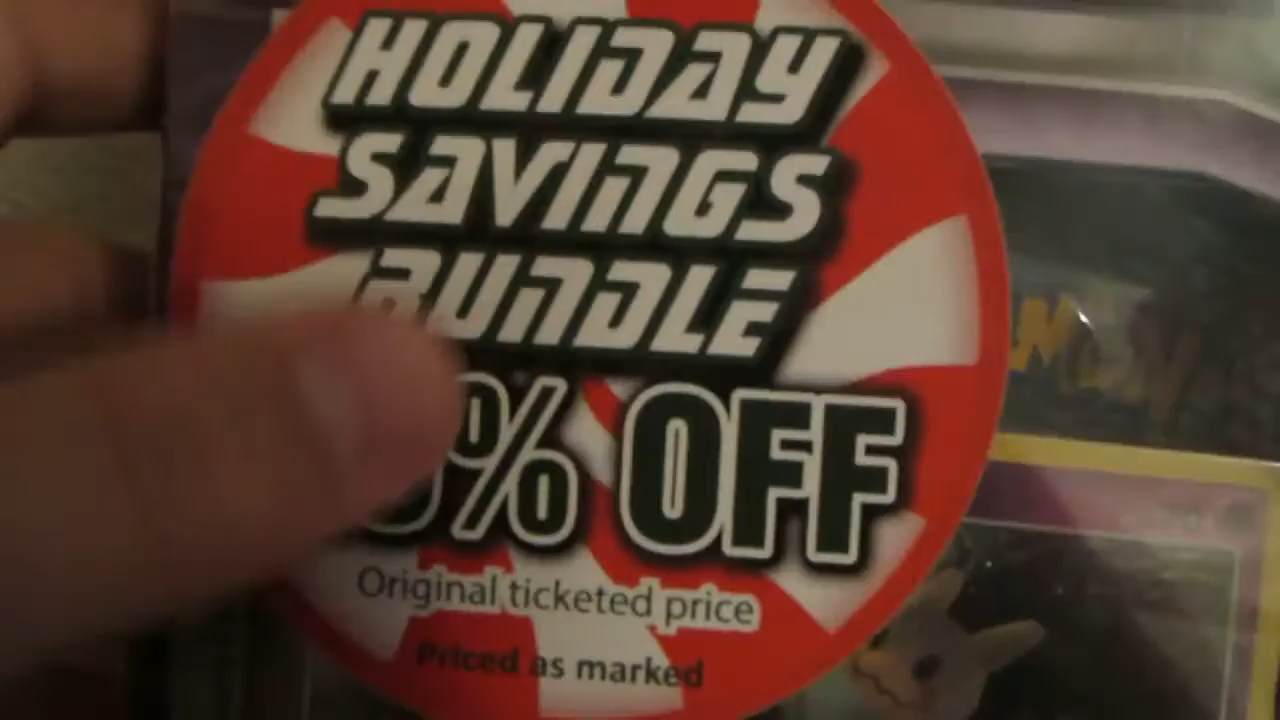 HOLIDAY
SAVINGS
BUNDLE
% OFF
Original ticketed price
Priced as marked